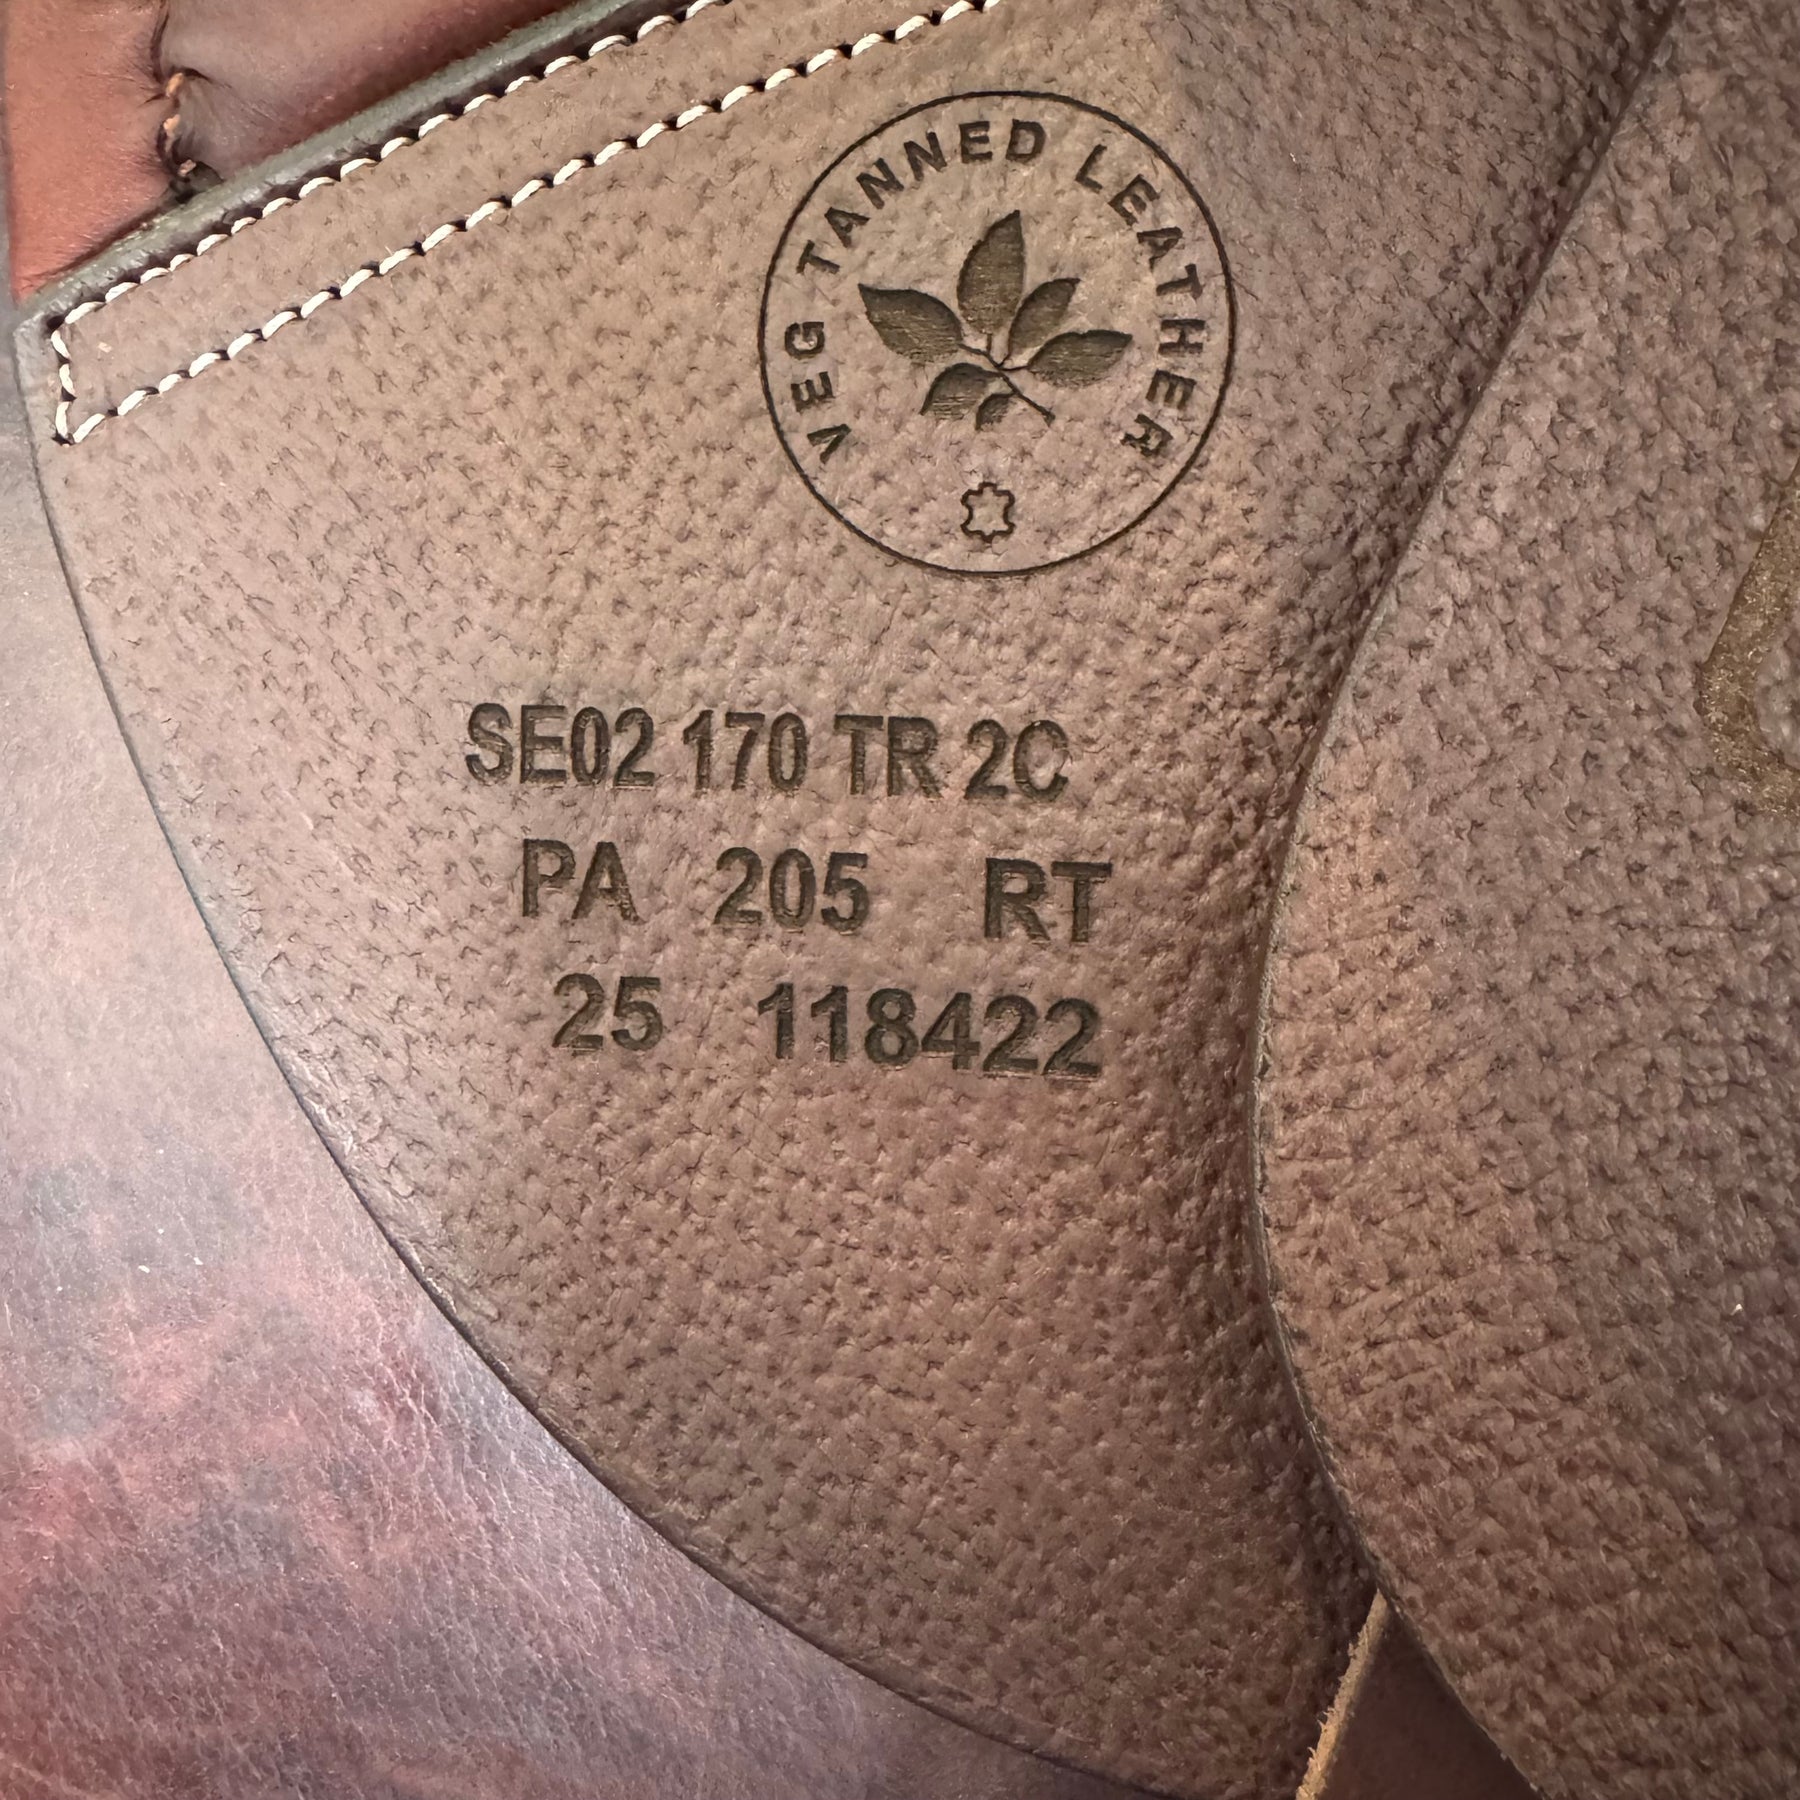 VEG TANNED LEATHER
SE02 170 TR 2C
PA 205 RT
25 118422